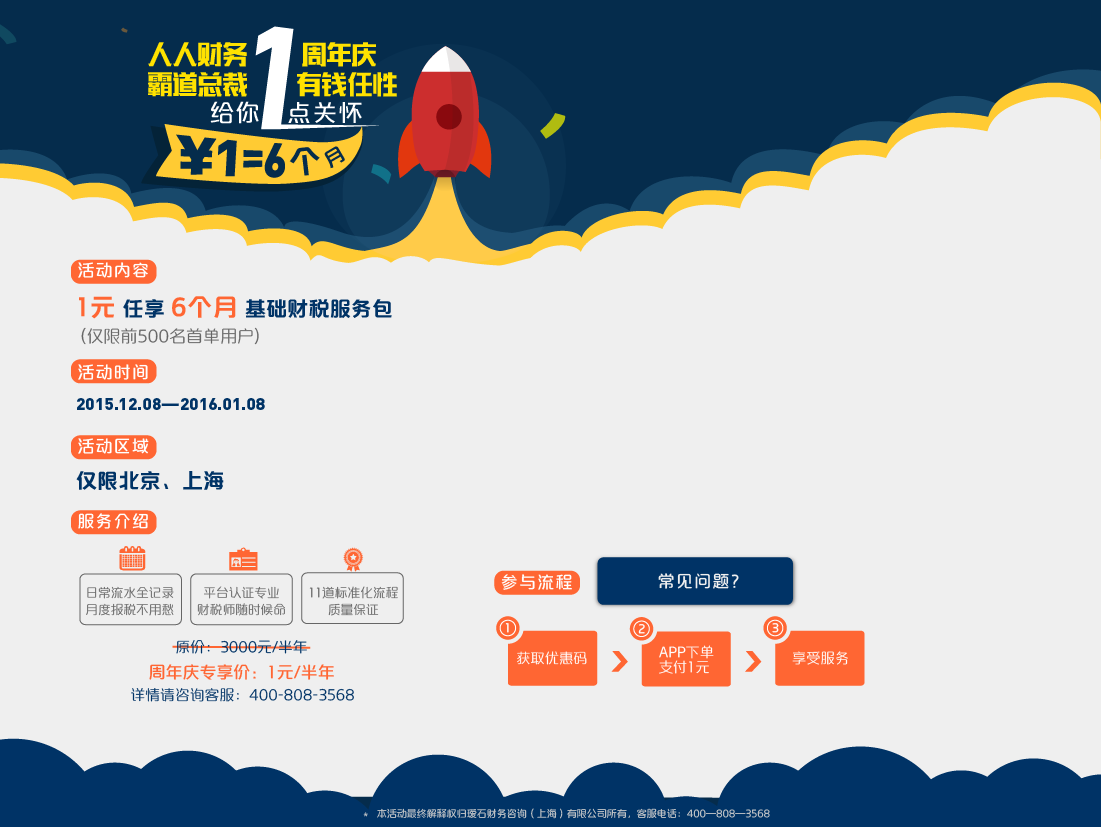 人人财务 1 周年庆
霸道总裁 有钱任性
给你1点关怀
¥1=6个月
活动内容
1元 任享 6个月 基础财税服务包
(仅限前500名首单用户)
活动时间
2015.12.08—2016.01.08
活动区域
仅限北京、上海
服务介绍
日常流水全记录
月度报税不用愁
平台认证专业
财税师随时候命
11道标准化流程
质量保证
原价：3000元/半年
周年庆专享价：1元/半年
详情请咨询客服：400-808-3568
参与流程
常见问题?
①
获取优惠码
②
APP下单
支付1元
③
享受服务
* 本活动最终解释权归瑷石财务咨询（上海）有限公司所有，客服电话：400—808—3568